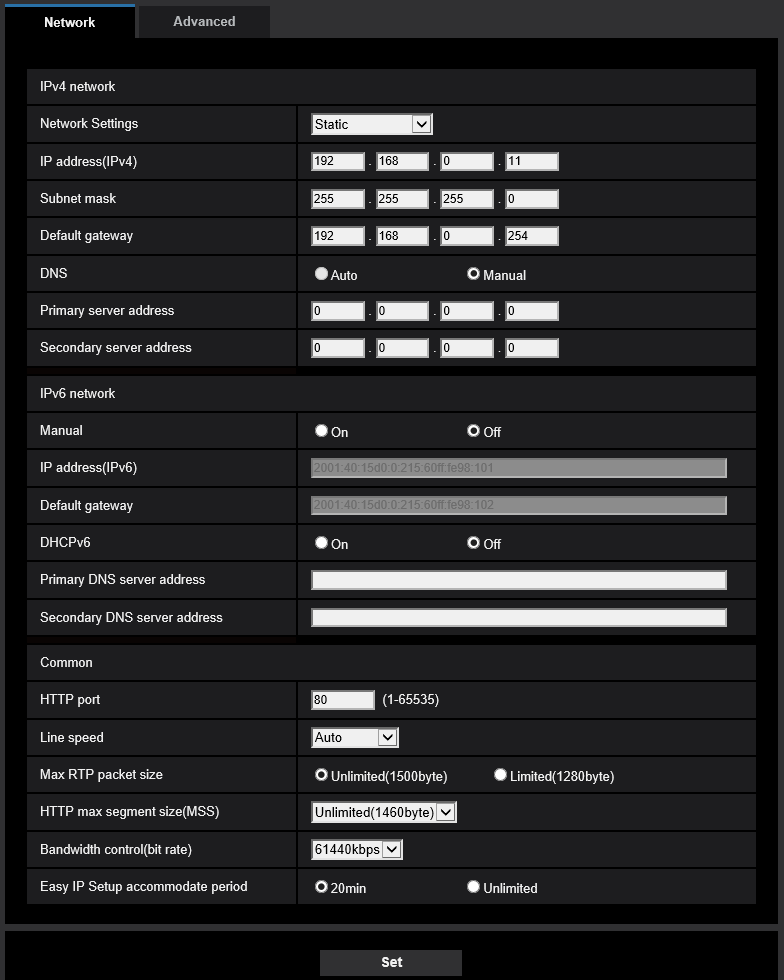 Network Advanced
IPv4 network
Network Settings Static
IP address(IPv4) 192 . 168 . 0 . 11
Subnet mask 255 . 255 . 255 . 0
Default gateway 192 . 168 . 0 . 254
DNS Auto Manual
Primary server address 0 . 0 . 0 . 0
Secondary server address 0 . 0 . 0 . 0
IPv6 network
Manual On Off
IP address(IPv6) 2001:40:15d0:0:215:60ff:fe98:101
Default gateway 2001:40:15d0:0:215:60ff:fe98:102
DHCPv6 On Off
Primary DNS server address
Secondary DNS server address
Common
HTTP port 80 (1-65535)
Line speed Auto
Max RTP packet size Unlimited(1500byte) Limited(1280byte)
HTTP max segment size(MSS) Unlimited(1460byte)
Bandwidth control(bit rate) 61440kbps
Easy IP Setup accommodate period 20min Unlimited
Set